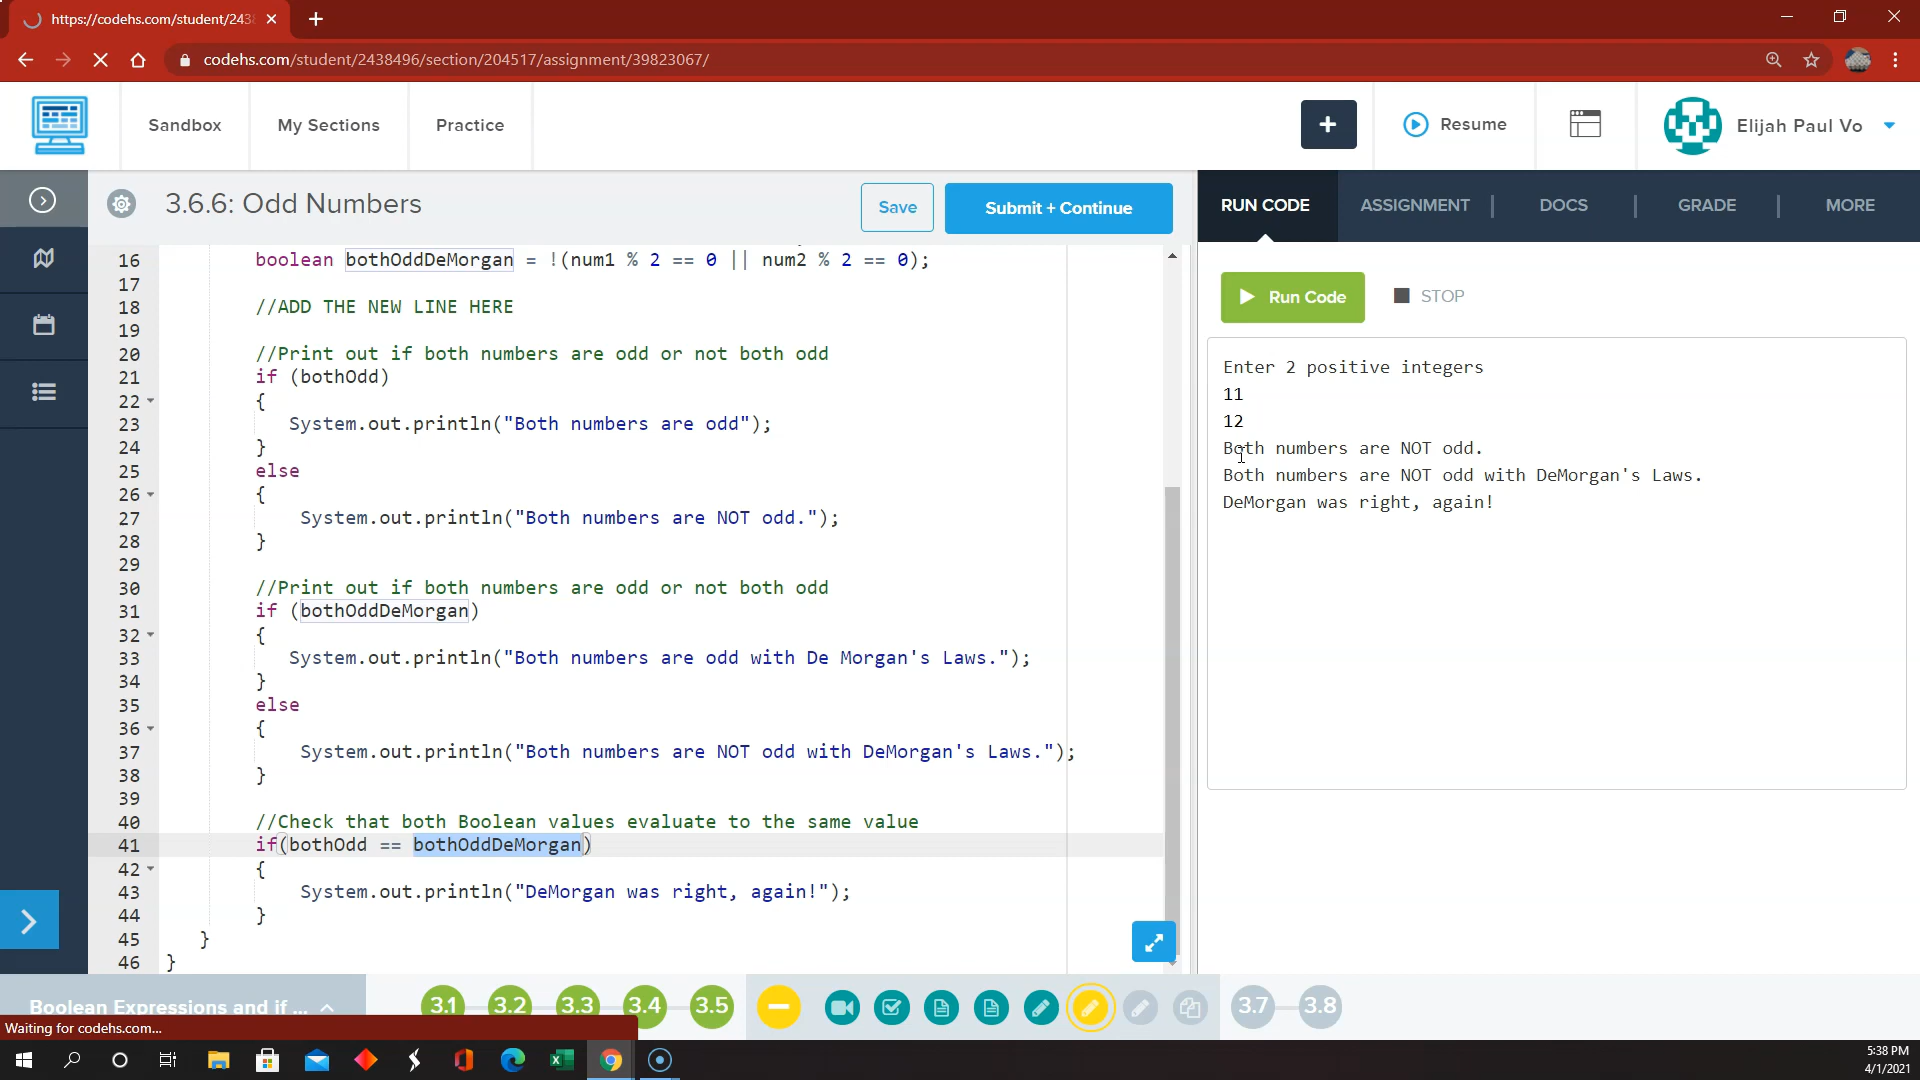 https://codehs.com/student/243
codehs.com/student/2438496/section/204517/assignment/39823067/
Sandbox
My Sections
Practice
+
Resume
Elijah Paul Vo
3.6.6: Odd Numbers
Save
Submit + Continue
RUN CODE
ASSIGNMENT
DOCS
GRADE
MORE
16 boolean bothOddDeMorgan = !(num1 % 2 == 0 || num2 % 2 == 0);
17
18 //ADD THE NEW LINE HERE
19
20 //Print out if both numbers are odd or not both odd
21 if (bothOdd)
22 {
23 System.out.println("Both numbers are odd");
24 }
25 else
26 {
27 System.out.println("Both numbers are NOT odd.");
28 }
29
30 //Print out if both numbers are odd or not both odd
31 if (bothOddDeMorgan)
32 {
33 System.out.println("Both numbers are odd with De Morgan's Laws.");
34 }
35 else
36 {
37 System.out.println("Both numbers are NOT odd with DeMorgan's Laws.");
38 }
39
40 //Check that both Boolean values evaluate to the same value
41 if(bothOdd == bothOddDeMorgan)
42 {
43 System.out.println("DeMorgan was right, again!");
44 }
45 }
46 }
Run Code
STOP
Enter 2 positive integers
11
12
Both numbers are NOT odd.
Both numbers are NOT odd with DeMorgan's Laws.
DeMorgan was right, again!
Boolean Expressions and if ...
3.1
3.2
3.3
3.4
3.5
3.7
3.8
Waiting for codehs.com...
5:38 PM
4/1/2021